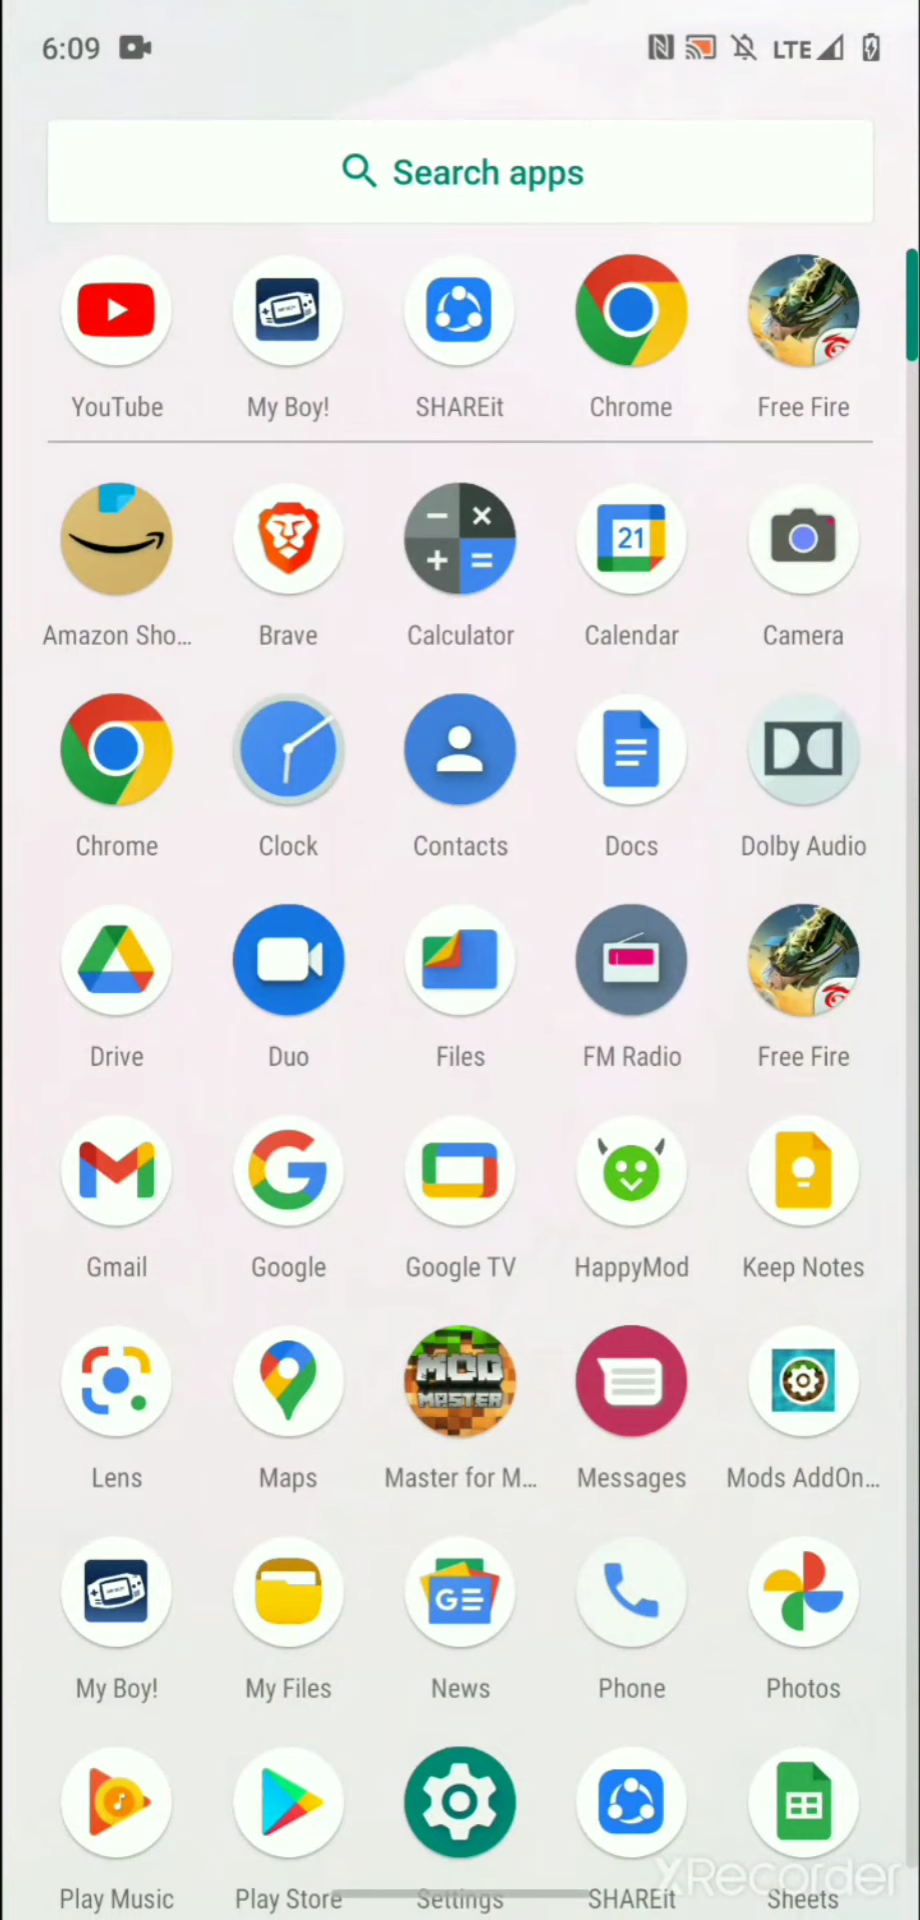 6:09 LTE
Search apps
YouTube My Boy! SHAREit Chrome Free Fire
21
Amazon Sho... Brave Calculator Calendar Camera
Chrome Clock Contacts Docs Dolby Audio
Drive Duo Files FM Radio Free Fire
Gmail Google Google TV HappyMod Keep Notes
MOD
MASTER
Lens Maps Master for M... Messages Mods AddOn...
GE
My Boy! My Files News Phone Photos
XRecorder
Play Music Play Store Settings SHAREit Sheets